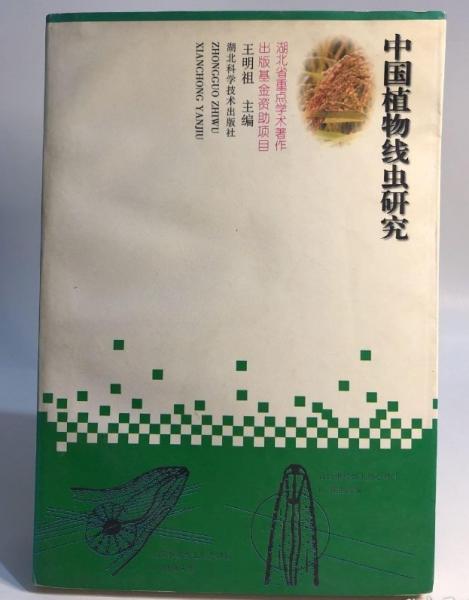 中国植物线虫研究
湖北省重点学术著作
出版基金资助项目
王明祖 主编
湖北科学技术出版社
ZHONGGUO ZHIWU
XIANCHONG YANJIU